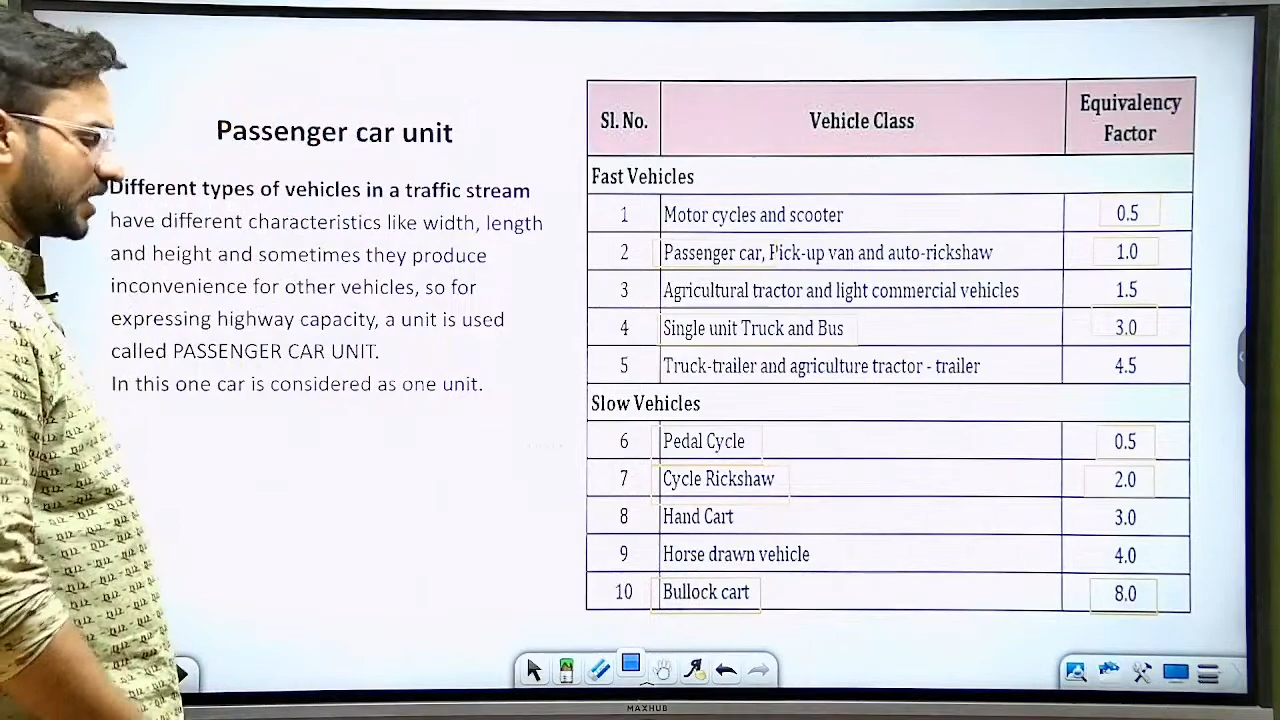 Passenger car unit
Different types of vehicles in a traffic stream
have different characteristics like width, length
and height and sometimes they produce
inconvenience for other vehicles, so for
expressing highway capacity, a unit is used
called PASSENGER CAR UNIT.
In this one car is considered as one unit.
Sl. No. Vehicle Class Equivalency Factor
Fast Vehicles
1 Motor cycles and scooter 0.5
2 Passenger car, Pick-up van and auto-rickshaw 1.0
3 Agricultural tractor and light commercial vehicles 1.5
4 Single unit Truck and Bus 3.0
5 Truck-trailer and agriculture tractor - trailer 4.5
Slow Vehicles
6 Pedal Cycle 0.5
7 Cycle Rickshaw 2.0
8 Hand Cart 3.0
9 Horse drawn vehicle 4.0
10 Bullock cart 8.0
MAXHUB